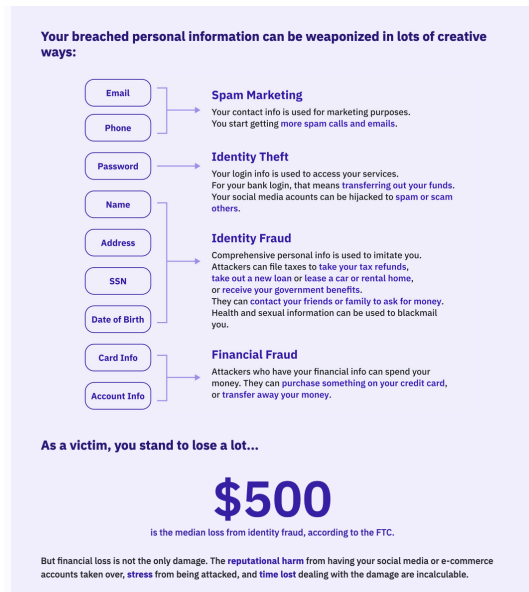 Your breached personal information can be weaponized in lots of creative
ways:
Email
Phone
Spam Marketing
Your contact info is used for marketing purposes.
You start getting more spam calls and emails.
Password
Identity Theft
Your login info is used to access your services.
For your bank login, that means transferring out your funds.
Your social media acounts can be hijacked to spam or scam
others.
Name
Address
SSN
Date of Birth
Identity Fraud
Comprehensive personal info is used to imitate you.
Attackers can file taxes to take your tax refunds,
take out a new loan or lease a car or rental home,
or receive your government benefits.
They can contact your friends or family to ask for money.
Health and sexual information can be used to blackmail
you.
Card Info
Account Info
Financial Fraud
Attackers who have your financial info can spend your
money. They can purchase something on your credit card,
or transfer away your money.
As a victim, you stand to lose a lot...
$500
is the median loss from identity fraud, according to the FTC.
But financial loss is not the only damage. The reputational harm from having your social media or e-commerce
accounts taken over, stress from being attacked, and time lost dealing with the damage are incalculable.